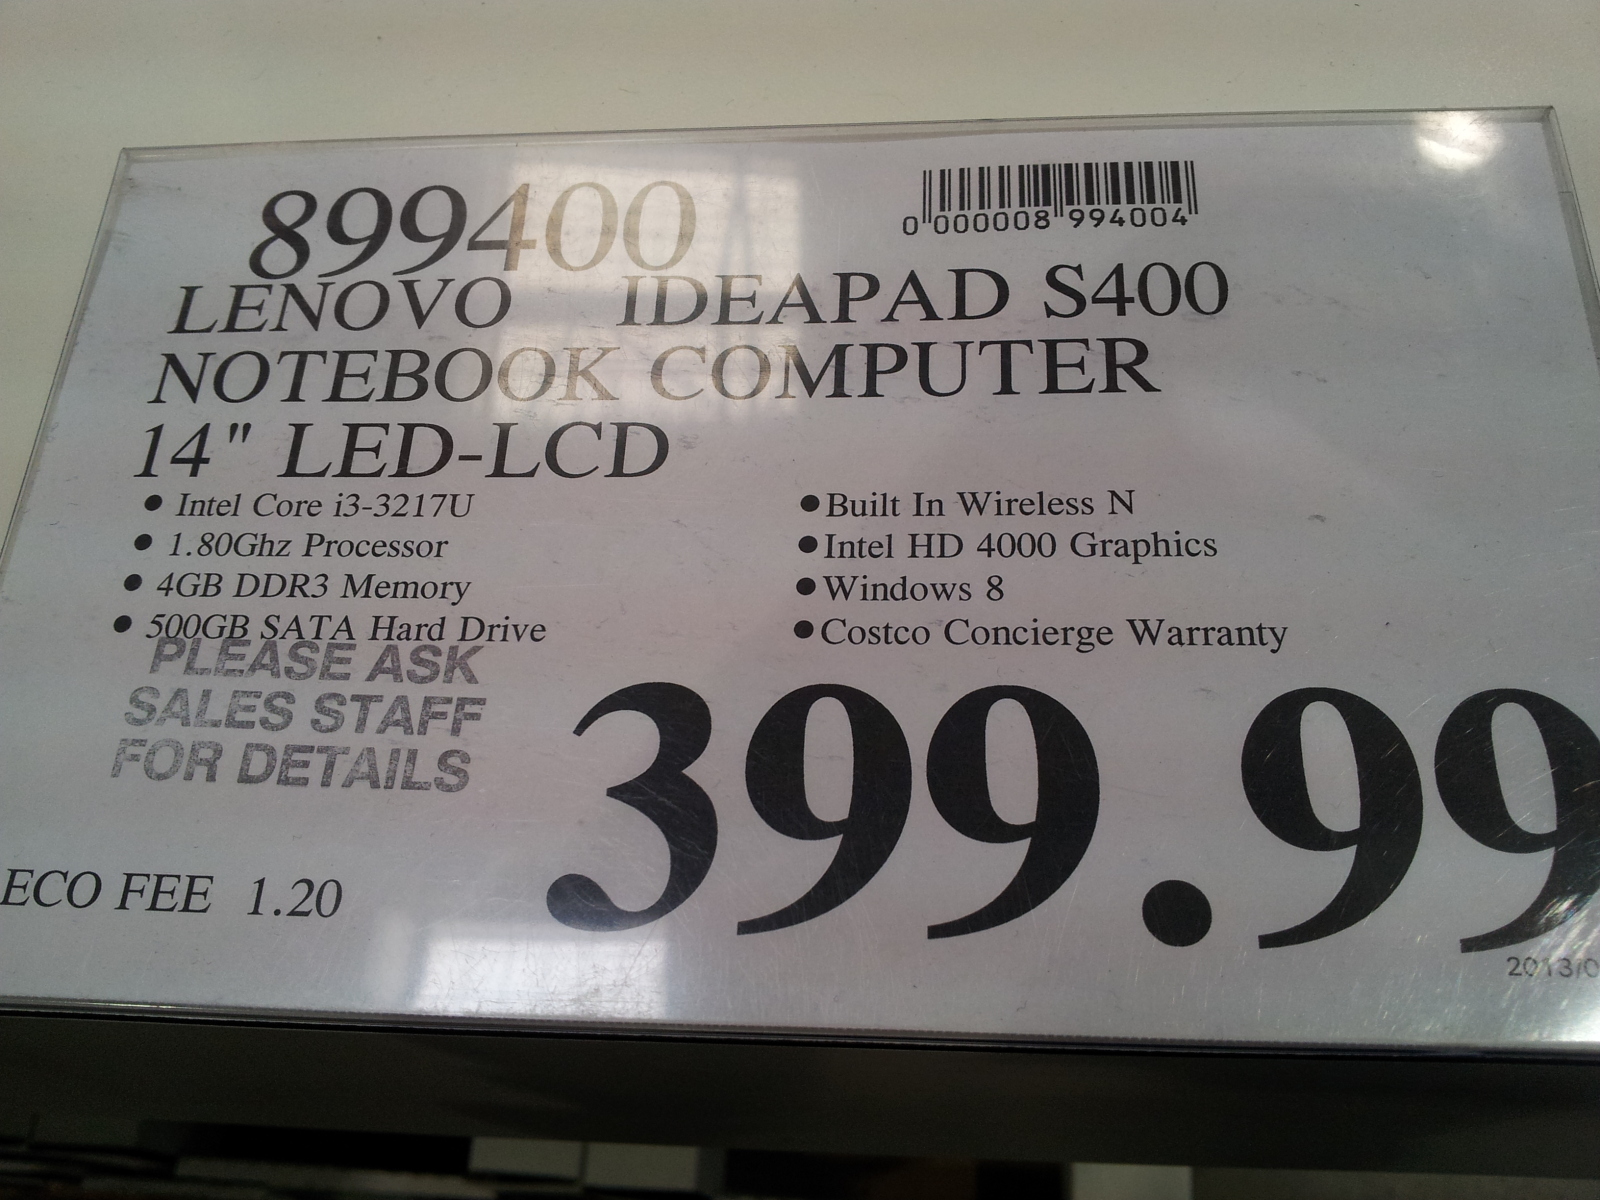 899400
0 000008 994004
LENOVO IDEAPAD S400
NOTEBOOK COMPUTER
14" LED-LCD
● Intel Core i3-3217U
● 1.80Ghz Processor
● 4GB DDR3 Memory
● 500GB SATA Hard Drive
● Built In Wireless N
● Intel HD 4000 Graphics
● Windows 8
● Costco Concierge Warranty
PLEASE ASK
SALES STAFF
FOR DETAILS
399.99
ECO FEE 1.20
2013/0